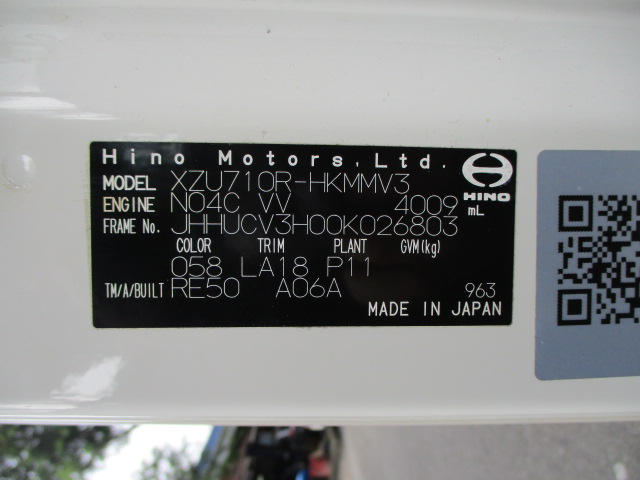 Hino Motors,Ltd.
MODEL XZU710R-HKMMV3
ENGINE N04C VV 4009 mL
HINO
FRAME No. JHHUCV3H00K026803
COLOR TRIM PLANT GVM(kg)
058 LA18 P11
TM/A/BUILT RE50 A06A 963
MADE IN JAPAN